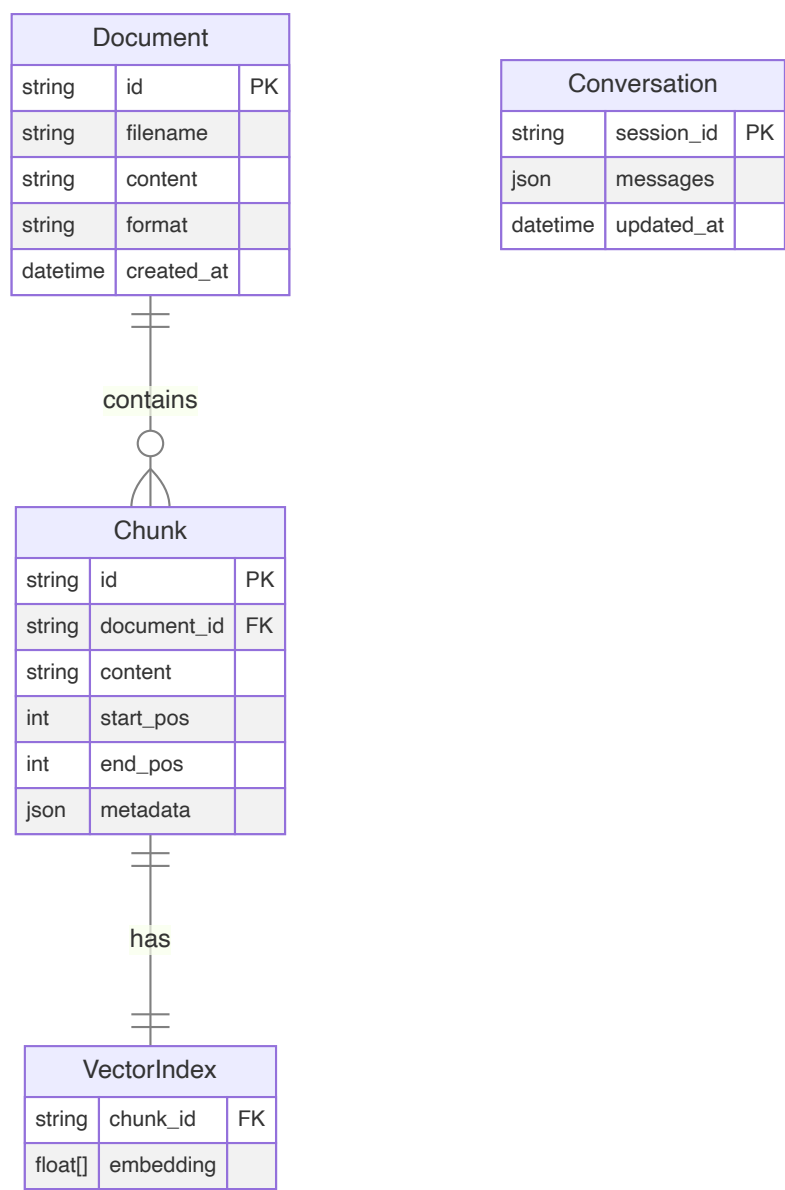 Document
string id PK
string filename
string content
string format
datetime created_at
contains
Chunk
string id PK
string document_id FK
string content
int start_pos
int end_pos
json metadata
has
VectorIndex
string chunk_id FK
float[] embedding
Conversation
string session_id PK
json messages
datetime updated_at